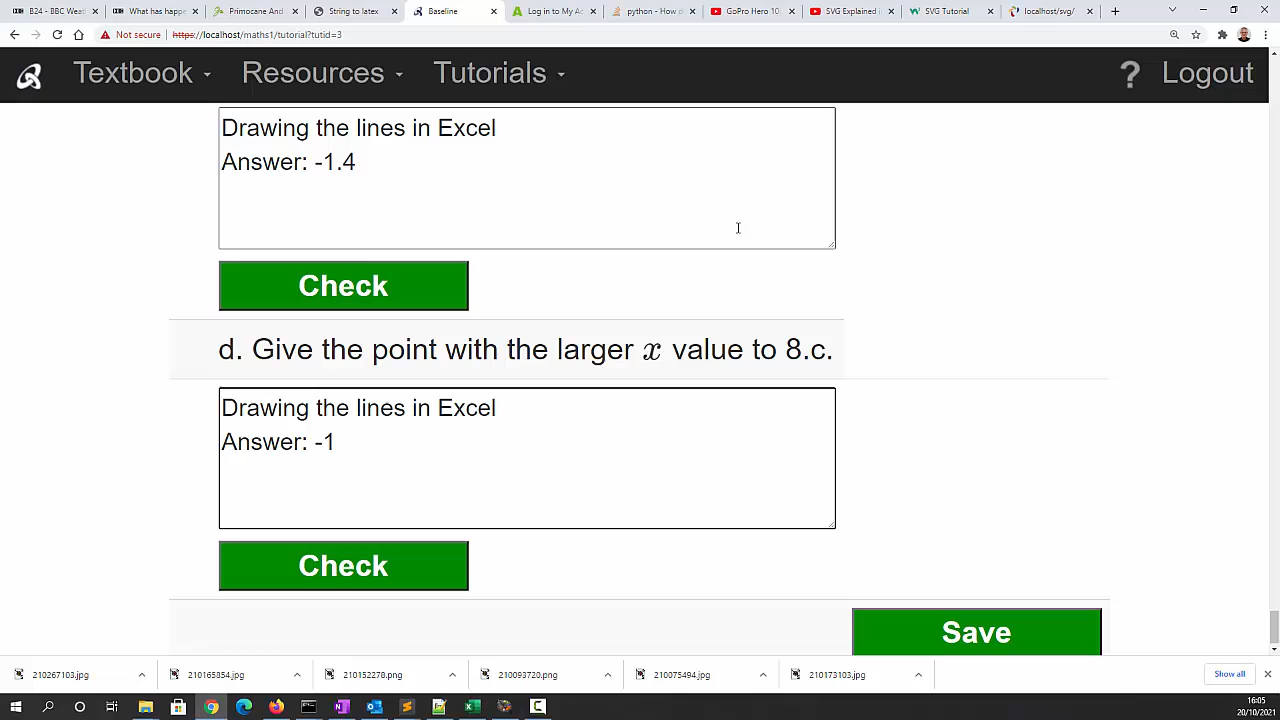 B24 - BBC Weat
What has happe
Primocane And
String to latex
Baseline
Log in to My Ac
python - How d
GoPro Hero 10
SVG Explained i
SVG Tutorial
localhost/svg/
Not secure
https://localhost/maths1/tutorial?tutid=3
Textbook
Resources
Tutorials
?
Logout
Drawing the lines in Excel
Answer: -1.4
Check
d. Give the point with the larger x value to 8.c.
Drawing the lines in Excel
Answer: -1
Check
Save
210267103.jpg
210165854.jpg
210152278.png
210093720.png
210075494.jpg
210173103.jpg
Show all
16:05
20/10/2021